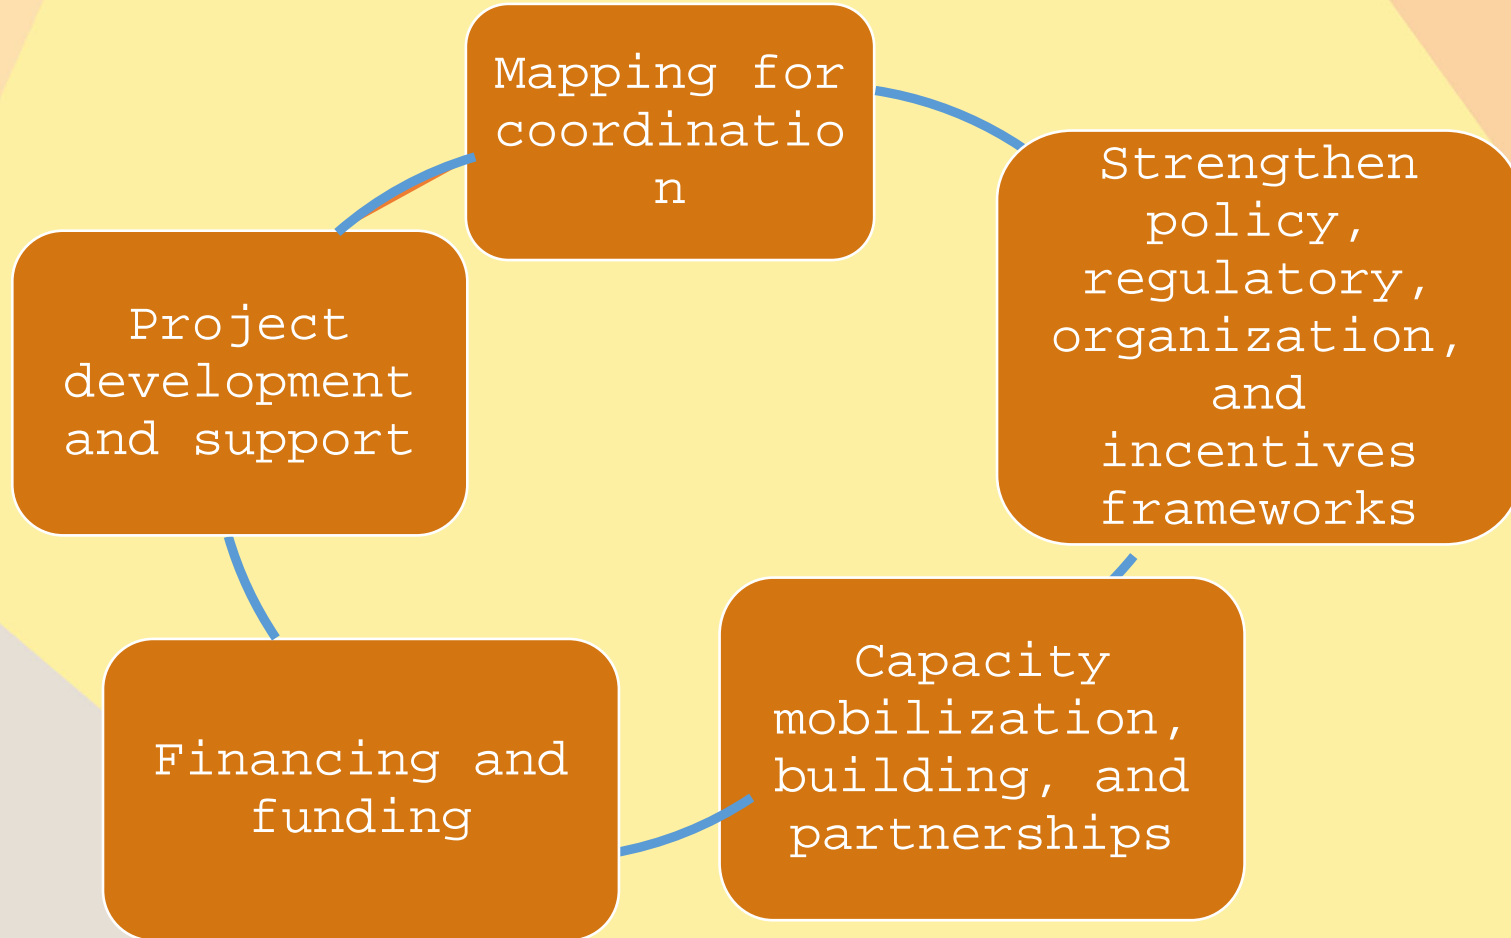 Mapping for
coordinatio
n
Strengthen
policy,
regulatory,
organization,
and
incentives
frameworks
Project
development
and support
Capacity
mobilization,
building, and
partnerships
Financing and
funding